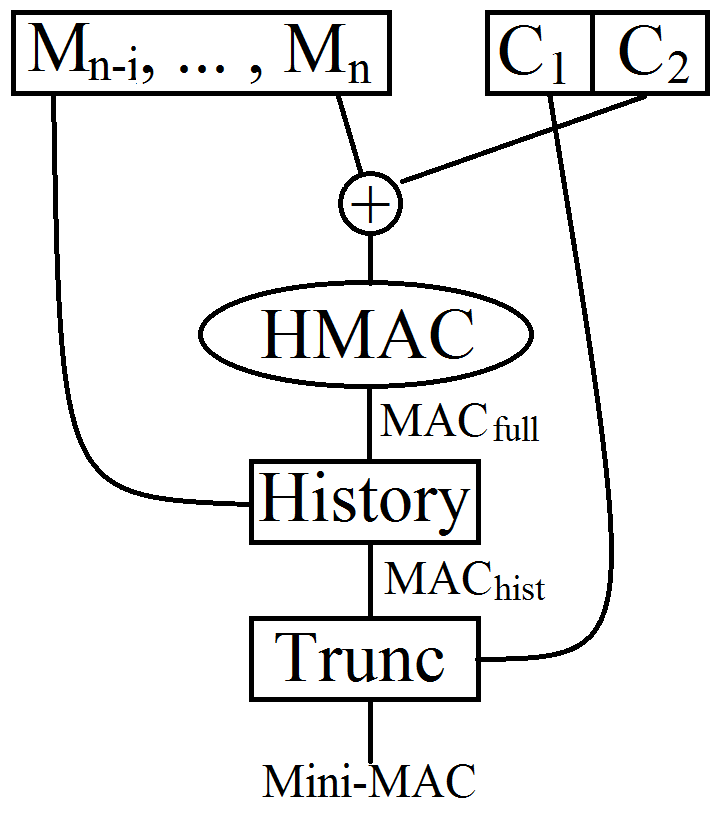 Mn-i, ... , Mn
C1 C2
+
HMAC
MACfull
History
MAChist
Trunc
Mini-MAC